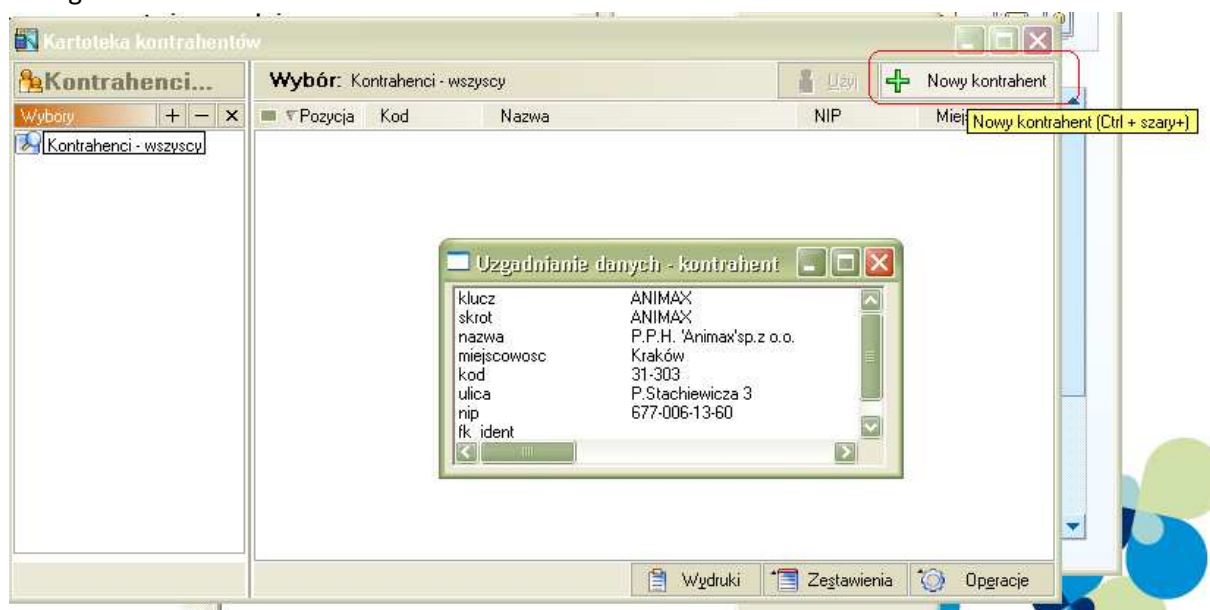 Kartoteka kontrahentów
Kontrahenci...
Wybór: Kontrahenci - wszyscy
Użyj
Nowy kontrahent
Wybory
Pozycja Kod Nazwa NIP
Nowy kontrahent (Ctrl + szary+)
Kontrahenci - wszyscy
Uzgadnianie danych - kontrahent
klucz ANIMAX
skrot ANIMAX
nazwa P.P.H. 'Animax'sp.z o.o.
miejscowosc Kraków
kod 31-303
ulica P.Stachiewicza 3
nip 677-006-13-60
fk_ident
Wydruki Zestawienia Operacje